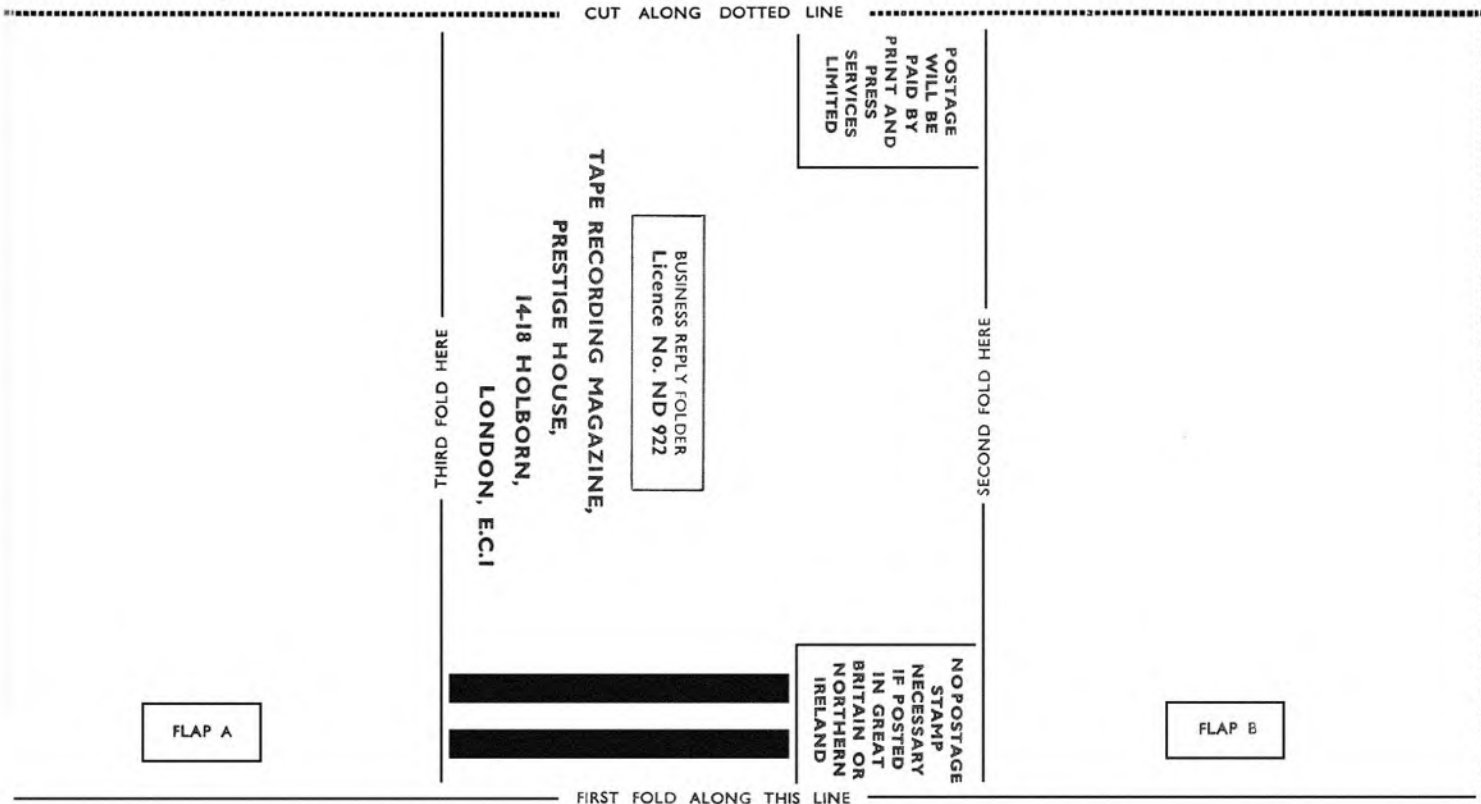 CUT ALONG DOTTED LINE
POSTAGE
WILL BE
PAID BY
PRINT AND
PRESS
SERVICES
LIMITED
NO POSTAGE
STAMP
NECESSARY
IF POSTED
IN GREAT
BRITAIN OR
NORTHERN
IRELAND
BUSINESS REPLY FOLDER
Licence No. ND 922
TAPE RECORDING MAGAZINE,
PRESTIGE HOUSE,
14-18 HOLBORN,
LONDON, E.C.1
THIRD FOLD HERE
SECOND FOLD HERE
FLAP A
FLAP B
FIRST FOLD ALONG THIS LINE